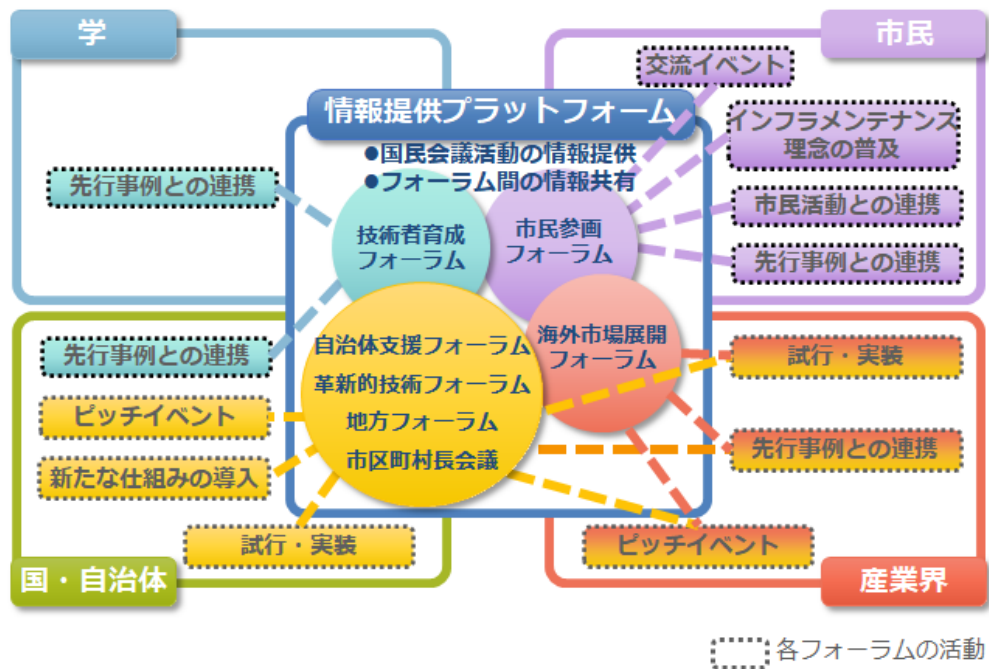 学
市民
交流イベント
情報提供プラットフォーム
●国民会議活動の情報提供
●フォーラム間の情報共有
インフラメンテナンス
理念の普及
先行事例との連携
市民活動との連携
技術者育成
フォーラム
市民参画
フォーラム
先行事例との連携
先行事例との連携
自治体支援フォーラム
革新的技術フォーラム
地方フォーラム
市区町村長会議
海外市場展開
フォーラム
試行・実装
ピッチイベント
新たな仕組みの導入
先行事例との連携
試行・実装
ピッチイベント
国・自治体
産業界
各フォーラムの活動